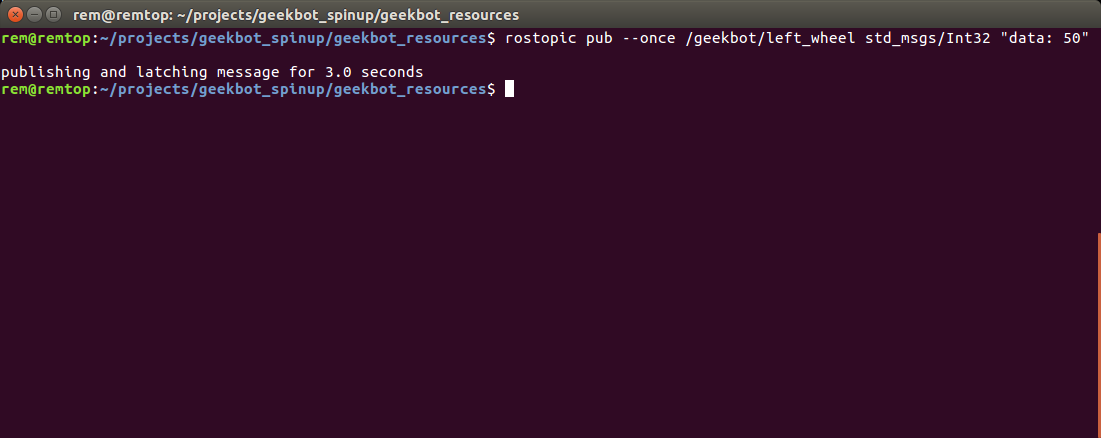 rem@remtop: ~/projects/geekbot_spinup/geekbot_resources
rem@remtop:~/projects/geekbot_spinup/geekbot_resources$ rostopic pub --once /geekbot/left_wheel std_msgs/Int32 "data: 50"
publishing and latching message for 3.0 seconds
rem@remtop:~/projects/geekbot_spinup/geekbot_resources$